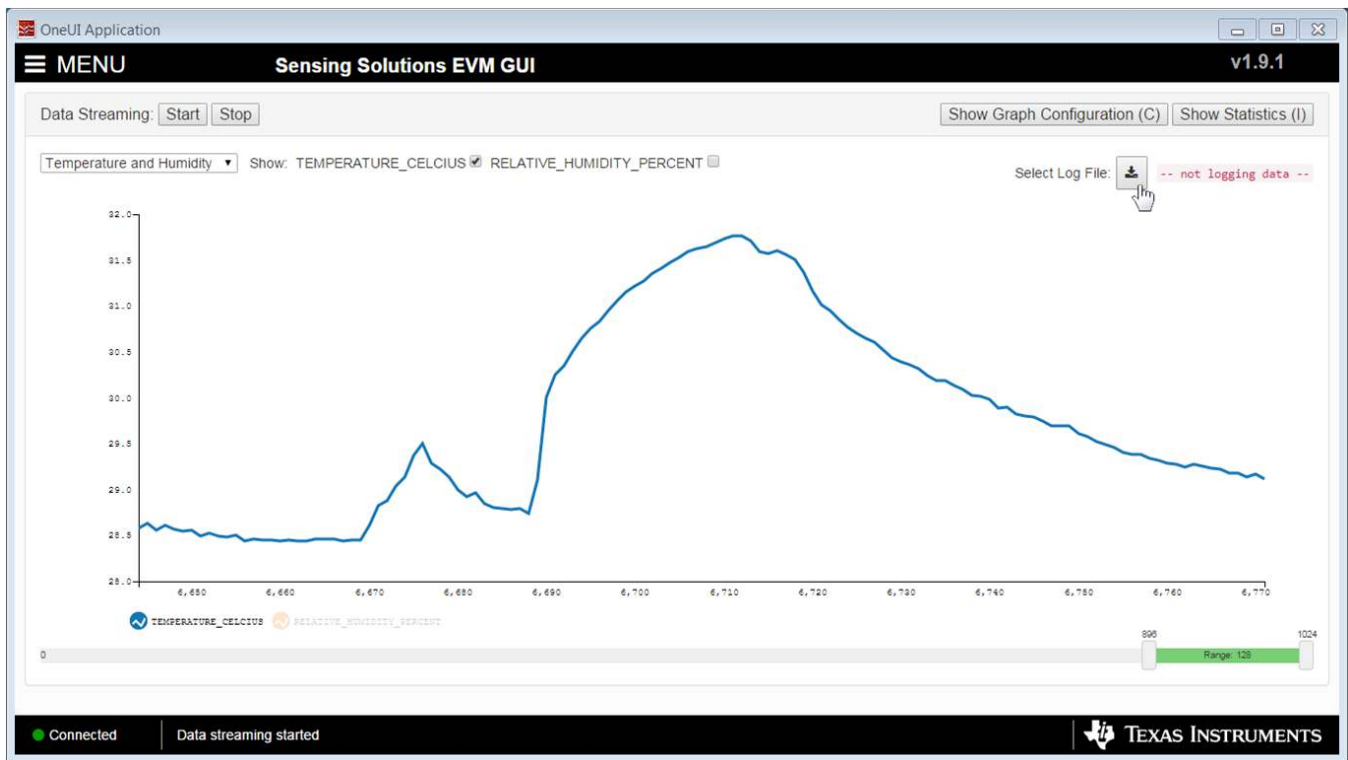 OneUI Application
MENU Sensing Solutions EVM GUI v1.9.1
Data Streaming: Start Stop Show Graph Configuration (C) Show Statistics (I)
Temperature and Humidity Show: TEMPERATURE_CELCIUS RELATIVE_HUMIDITY_PERCENT
Select Log File: -- not logging data --
32.0
31.5
31.0
30.5
30.0
29.5
29.0
28.5
28.0
6,650 6,660 6,670 6,680 6,690 6,700 6,710 6,720 6,730 6,740 6,750 6,760 6,770
TEMPERATURE_CELCIUS RELATIVE_HUMIDITY_PERCENT
896 1024
0 Range: 128
Connected Data streaming started TEXAS INSTRUMENTS